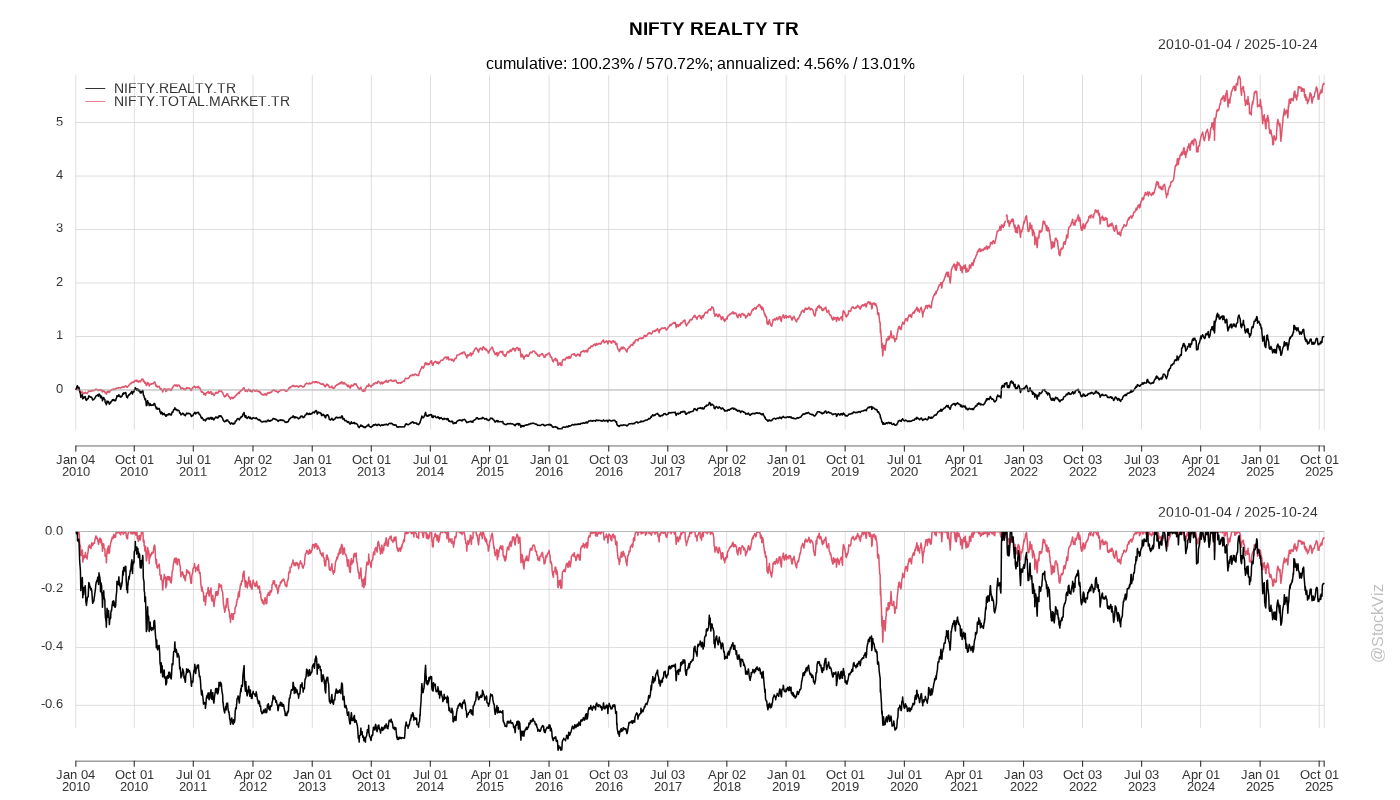 NIFTY REALTY TR
2010-01-04 / 2025-10-24
cumulative: 100.23% / 570.72%; annualized: 4.56% / 13.01%
NIFTY.REALTY.TR
NIFTY.TOTAL.MARKET.TR
5
4
3
2
1
0
Jan 04 Oct 01 Jul 01 Apr 02 Jan 01 Oct 01 Jul 01 Apr 01 Jan 01 Oct 03 Jul 03 Apr 02 Jan 01 Oct 01 Jul 01 Apr 01 Jan 03 Oct 03 Jul 03 Apr 01 Jan 01 Oct 01
2010 2010 2011 2012 2013 2013 2014 2015 2016 2016 2017 2018 2019 2019 2020 2021 2022 2022 2023 2024 2025 2025
2010-01-04 / 2025-10-24
0.0
-0.2
-0.4
-0.6
Jan 04 Oct 01 Jul 01 Apr 02 Jan 01 Oct 01 Jul 01 Apr 01 Jan 01 Oct 03 Jul 03 Apr 02 Jan 01 Oct 01 Jul 01 Apr 01 Jan 03 Oct 03 Jul 03 Apr 01 Jan 01 Oct 01
2010 2010 2011 2012 2013 2013 2014 2015 2016 2016 2017 2018 2019 2019 2020 2021 2022 2022 2023 2024 2025 2025
@StockViz